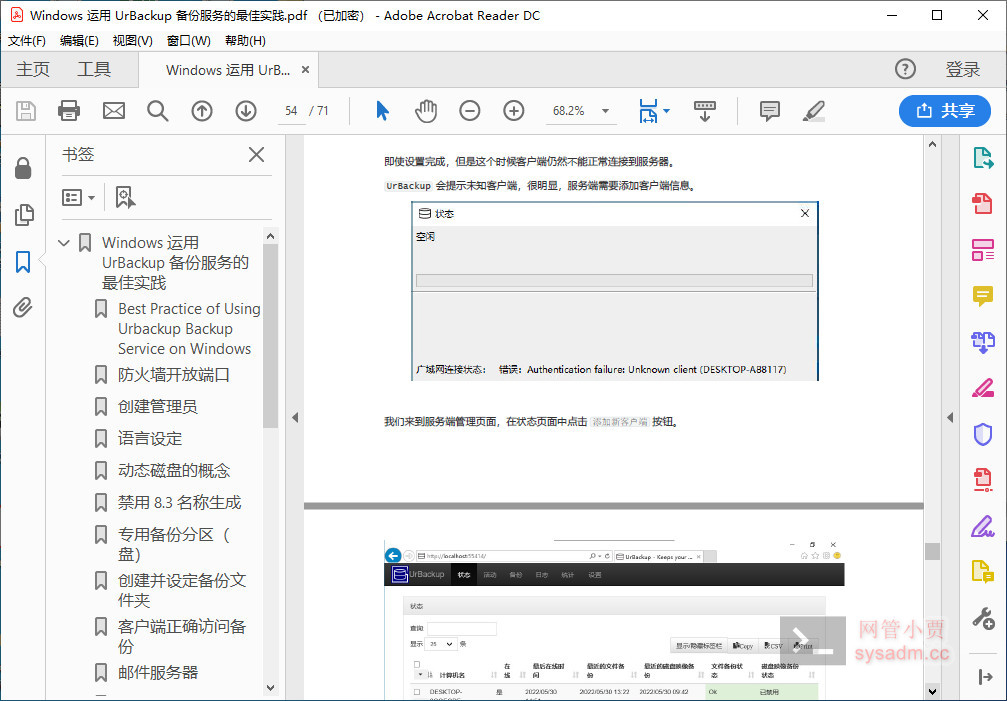 Windows 运用 UrBackup 备份服务的最佳实践.pdf （已加密） - Adobe Acrobat Reader DC
文件(F) 编辑(E) 视图(V) 窗口(W) 帮助(H)
主页 工具 Windows 运用 UrB... × 登录
54 / 71 68.2% 共享
书签
Windows 运用
UrBackup 备份服务的
最佳实践
Best Practice of Using
Urbackup Backup
Service on Windows
防火墙开放端口
创建管理员
语言设定
动态磁盘的概念
禁用 8.3 名称生成
专用备份分区（
盘）
创建并设定备份文
件夹
客户端正确访问备
份
邮件服务器
即使设置完成，但是这个时候客户端仍然不能正常连接到服务器。
UrBackup 会提示未知客户端，很明显，服务端需要添加客户端信息。
状态
空闲
广域网连接状态： 错误：Authentication failure: Unknown client (DESKTOP-AB8117)
我们来到服务端管理页面，在状态页面中点击 添加新客户端 按钮。
http://localhost:55414/ UrBackup - Keeps your ...
UrBackup 状态 活动 备份 日志 统计 设置
状态
查询
显示 25 条
显示/隐藏标签栏 Copy CSV Print
计算机名 在线 最后在线时间 最近的文件备份 最近的磁盘映像备份 文件备份状态 磁盘映像备份状态
DESKTOP- 是 2022/05/30 2022/05/30 13:22 2022/05/30 09:42 Ok 已禁用
网管小贾
sysadm.cc